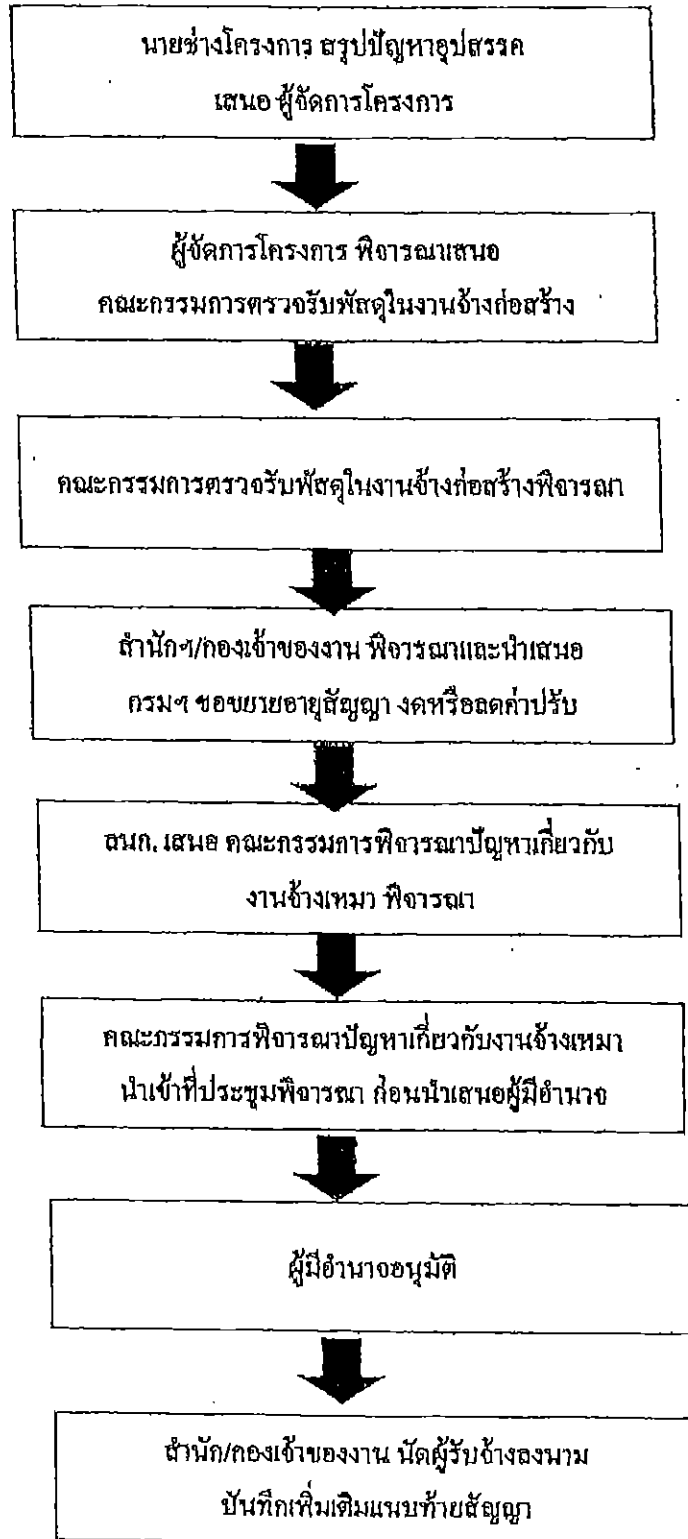 นายช่างโครงการ สรุปปัญหาอุปสรรค
เสนอ ผู้จัดการโครงการ
ผู้จัดการโครงการ พิจารณาเสนอ
คณะกรรมการตรวจรับพัสดุในงานจ้างก่อสร้าง
คณะกรรมการตรวจรับพัสดุในงานจ้างก่อสร้างพิจารณา
สำนักฯ/กองเจ้าของงาน พิจารณาและนำเสนอ
กรมฯ ขอขยายอายุสัญญา งดหรือลดค่าปรับ
ลนก. เสนอ คณะกรรมการพิจารณาปัญหาเกี่ยวกับ
งานจ้างเหมา พิจารณา
คณะกรรมการพิจารณาปัญหาเกี่ยวกับงานจ้างเหมา
นำเข้าที่ประชุมพิจารณา ก่อนนำเสนอผู้มีอำนาจ
ผู้มีอำนาจอนุมัติ
สำนัก/กองเจ้าของงาน นัดผู้รับจ้างลงนาม
บันทึกเพิ่มเติมแนบท้ายสัญญา